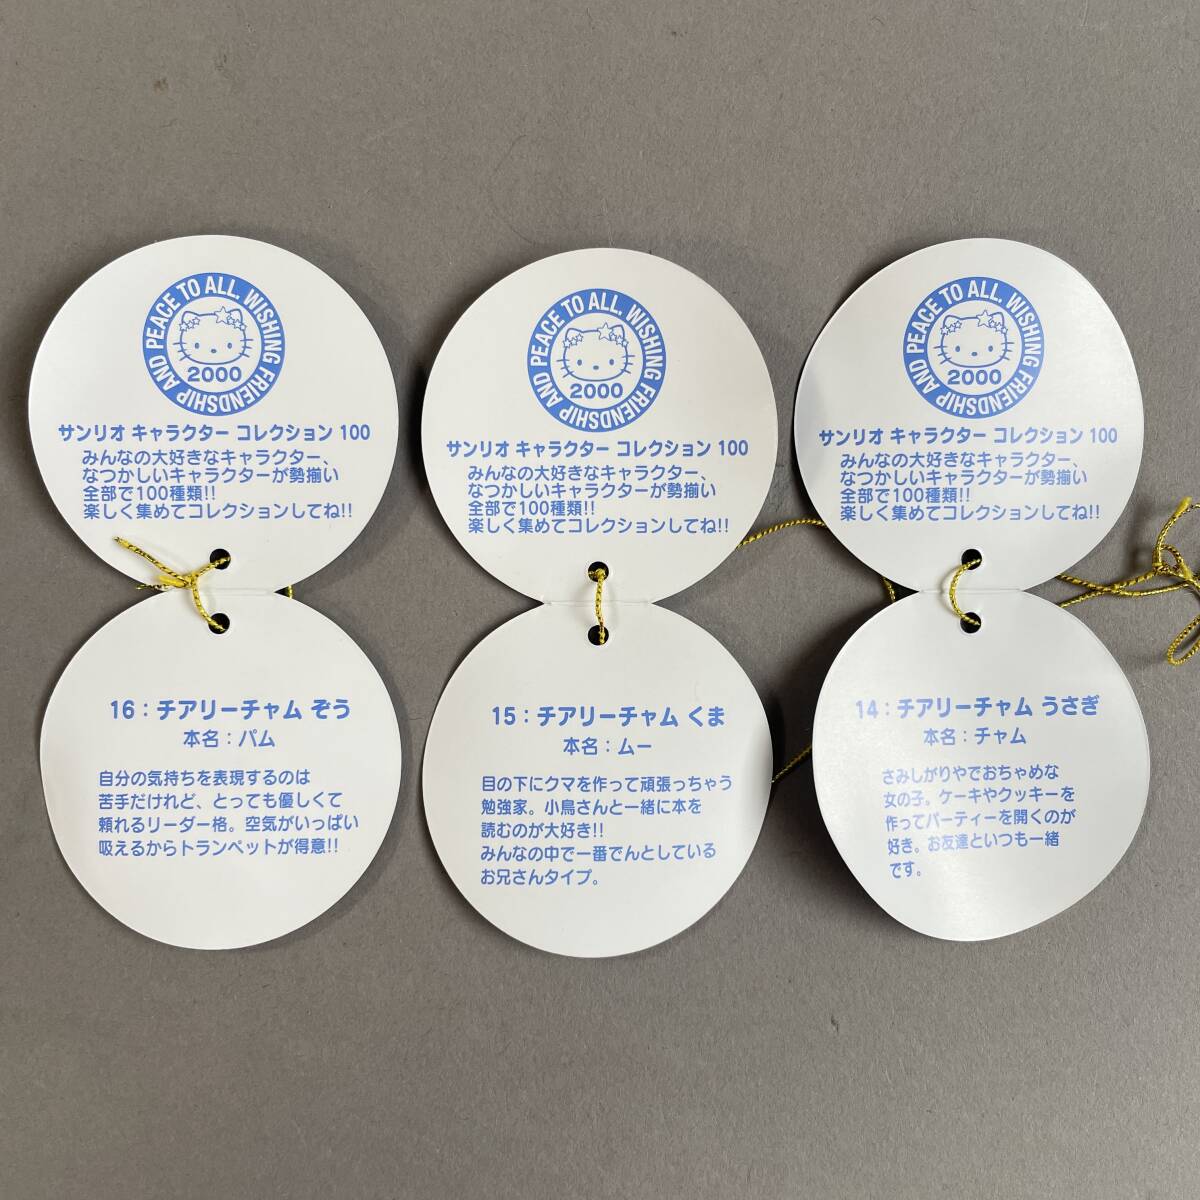 AND PEACE TO ALL. WISHING FRIENDSHIP
2000
サンリオ キャラクター コレクション 100
みんなの大好きなキャラクター、
なつかしいキャラクターが勢揃い
全部で100種類!!
楽しく集めてコレクションしてね!!
16：チアリーチャム ぞう
本名：パム
自分の気持ちを表現するのは
苦手だけれど、とっても優しくて
頼れるリーダー格。空気がいっぱい
吸えるからトランペットが得意!!
AND PEACE TO ALL. WISHING FRIENDSHIP
2000
サンリオ キャラクター コレクション 100
みんなの大好きなキャラクター、
なつかしいキャラクターが勢揃い
全部で100種類!!
楽しく集めてコレクションしてね!!
15：チアリーチャム くま
本名：ムー
目の下にクマを作って頑張っちゃう
勉強家。小鳥さんと一緒に本を
読むのが大好き!!
みんなの中で一番でんとしている
お兄さんタイプ。
AND PEACE TO ALL. WISHING FRIENDSHIP
2000
サンリオ キャラクター コレクション 100
みんなの大好きなキャラクター、
なつかしいキャラクターが勢揃い
全部で100種類!!
楽しく集めてコレクションしてね!!
14：チアリーチャム うさぎ
本名：チャム
さみしがりやでおちゃめな
女の子。ケーキやクッキーを
作ってパーティーを開くのが
好き。お友達といつも一緒
です。